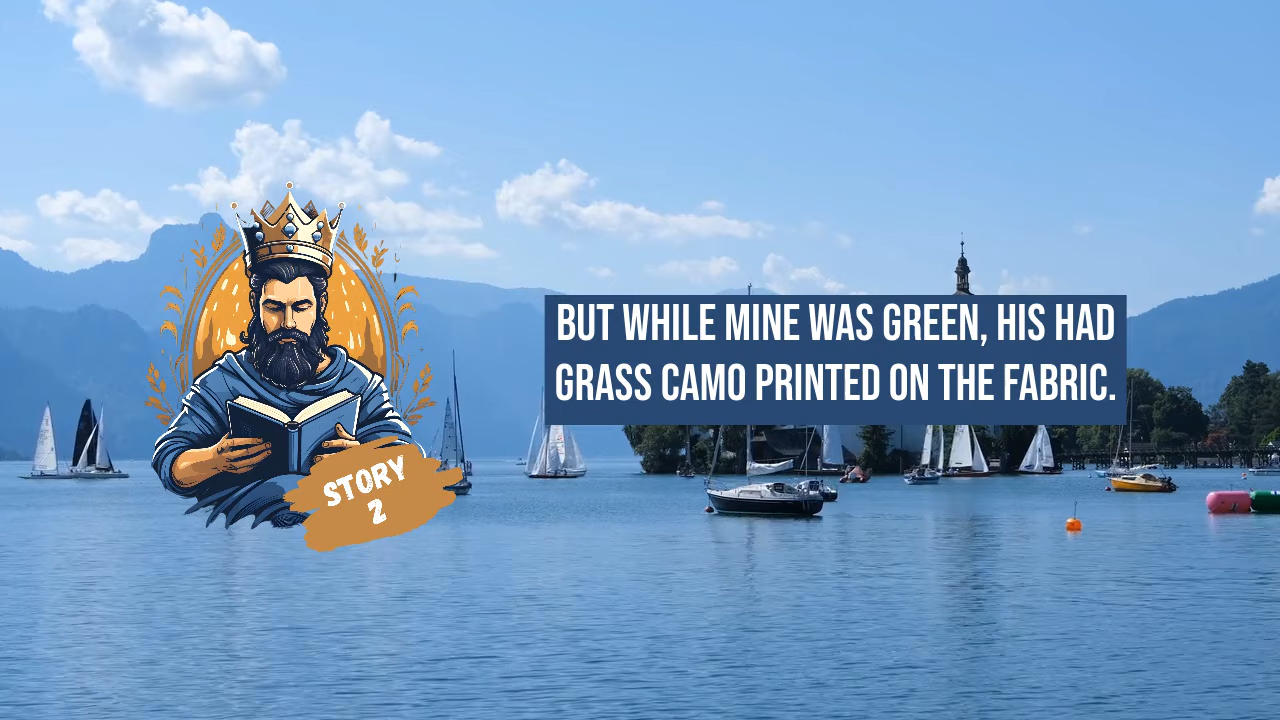 BUT WHILE MINE WAS GREEN, HIS HAD
GRASS CAMO PRINTED ON THE FABRIC.
STORY
2